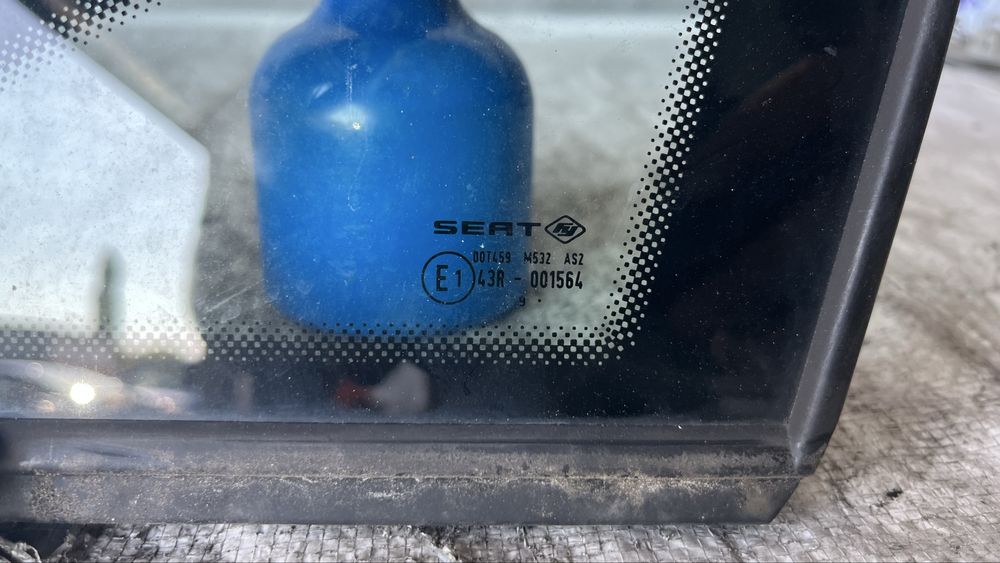 SEAT
DOT459 M532 AS2
E1 43R - 001564
9 .